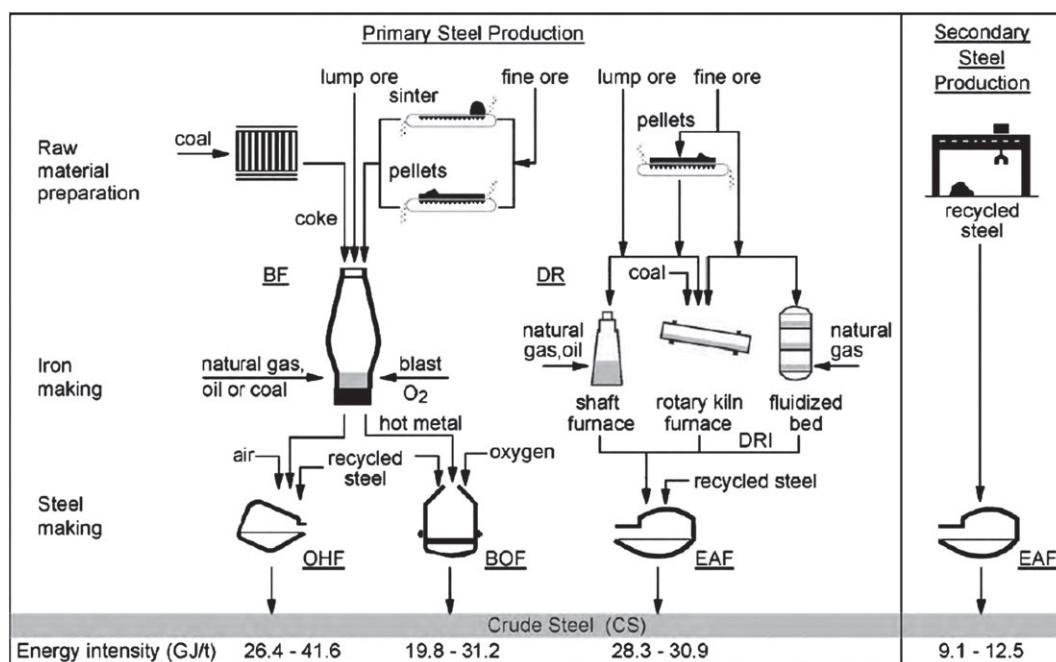 Primary Steel Production
Secondary
Steel
Production
lump ore
fine ore
lump ore
fine ore
sinter
pellets
coal
Raw
material
preparation
pellets
recycled
steel
coke
BF
DR
coal
natural
gas,oil
natural
gas
Iron
making
natural gas,
oil or coal
blast
O2
shaft
furnace
rotary kiln
furnace
fluidized
bed
hot metal
DRI
air
recycled
steel
oxygen
recycled steel
Steel
making
OHF
BOF
EAF
EAF
Crude Steel (CS)
Energy intensity (GJ/t) 26.4 - 41.6 19.8 - 31.2 28.3 - 30.9 9.1 - 12.5